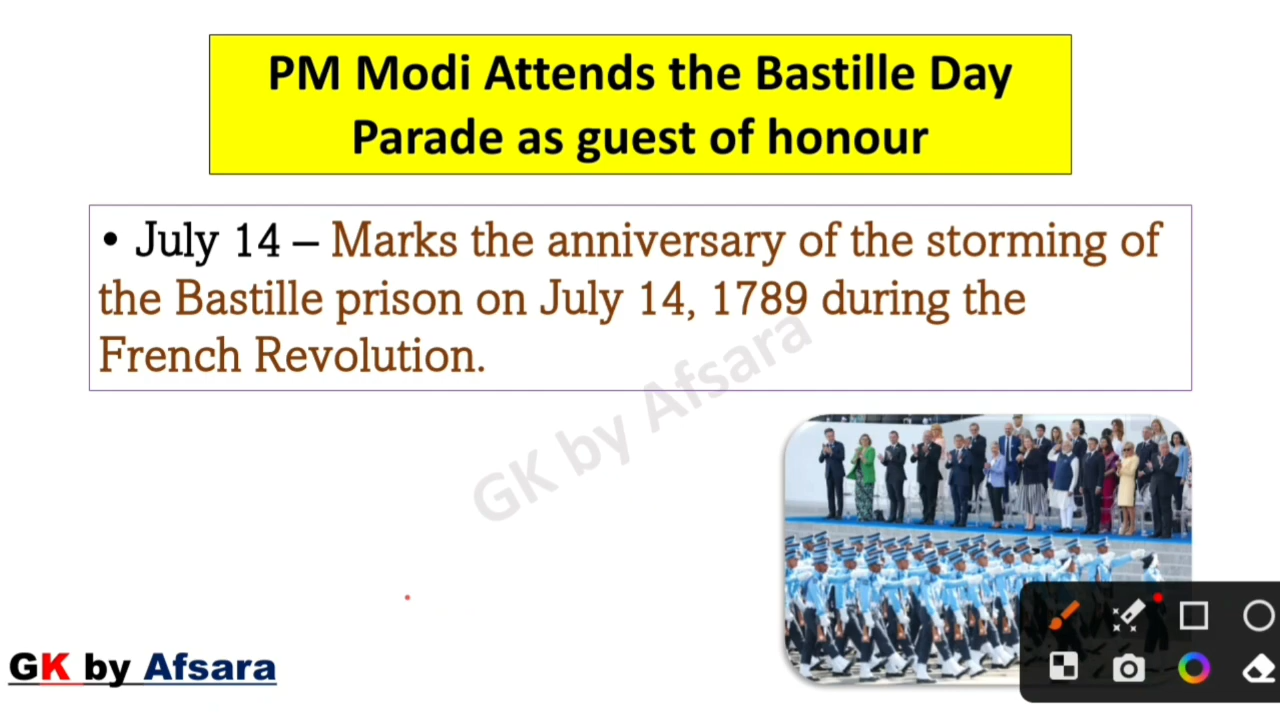 PM Modi Attends the Bastille Day
Parade as guest of honour
• July 14 – Marks the anniversary of the storming of
the Bastille prison on July 14, 1789 during the
French Revolution.
GK by Afsara
GK by Afsara